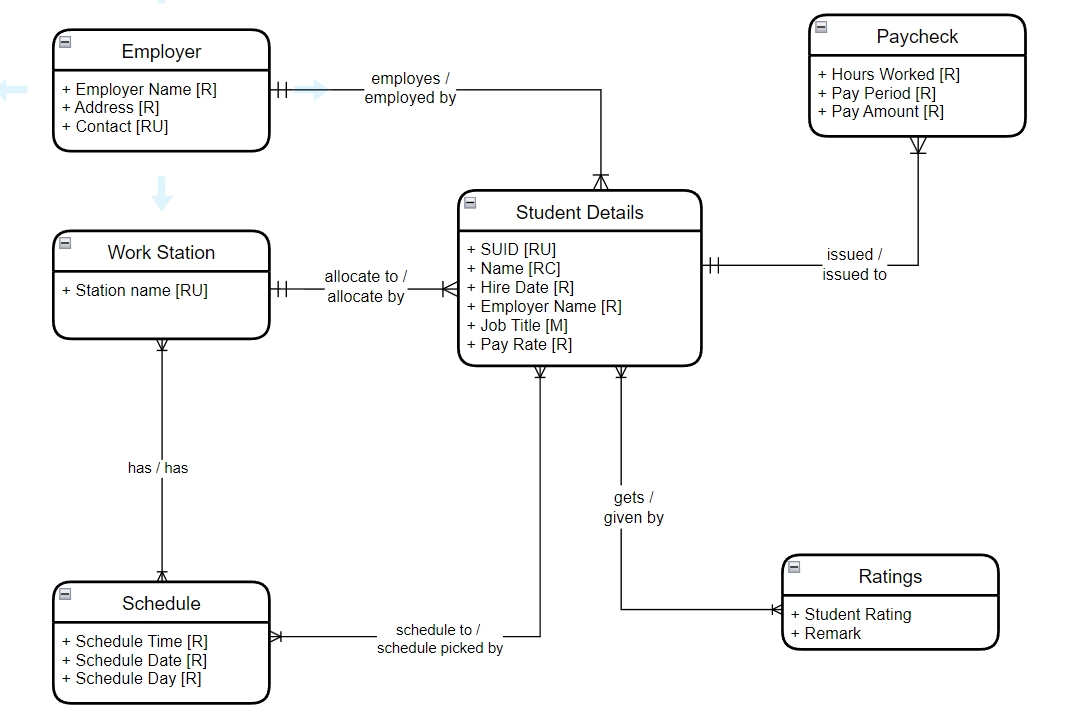 Employer
+ Employer Name [R]
+ Address [R]
+ Contact [RU]
employes /
employed by
Paycheck
+ Hours Worked [R]
+ Pay Period [R]
+ Pay Amount [R]
Work Station
+ Station name [RU]
allocate to /
allocate by
Student Details
+ SUID [RU]
+ Name [RC]
+ Hire Date [R]
+ Employer Name [R]
+ Job Title [M]
+ Pay Rate [R]
issued /
issued to
has / has
gets /
given by
Schedule
+ Schedule Time [R]
+ Schedule Date [R]
+ Schedule Day [R]
schedule to /
schedule picked by
Ratings
+ Student Rating
+ Remark